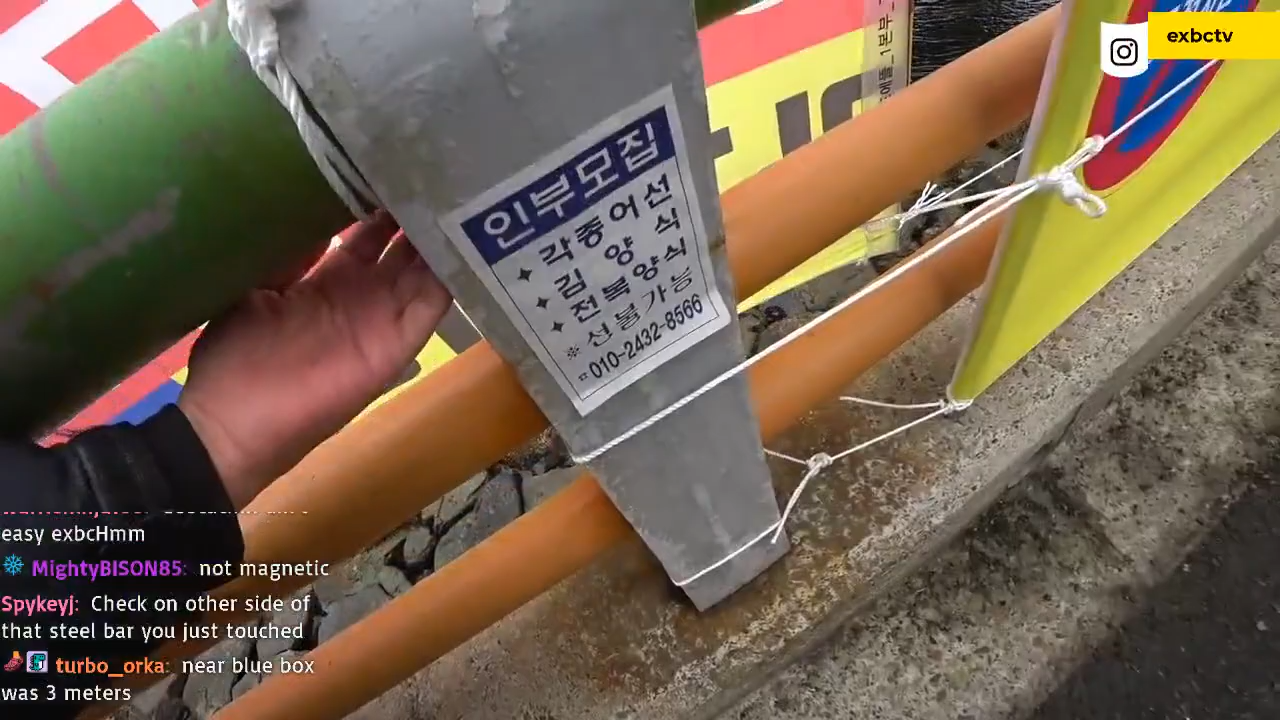 exbctv
인부모집
✦ 각종어선
✦ 김 양 식
✦ 전복양식
※ 선불가능
010-2432-8566
easy exbcHmm
MightyBISON85: not magnetic
Spykeyj: Check on other side of
that steel bar you just touched
turbo_orka: near blue box
was 3 meters